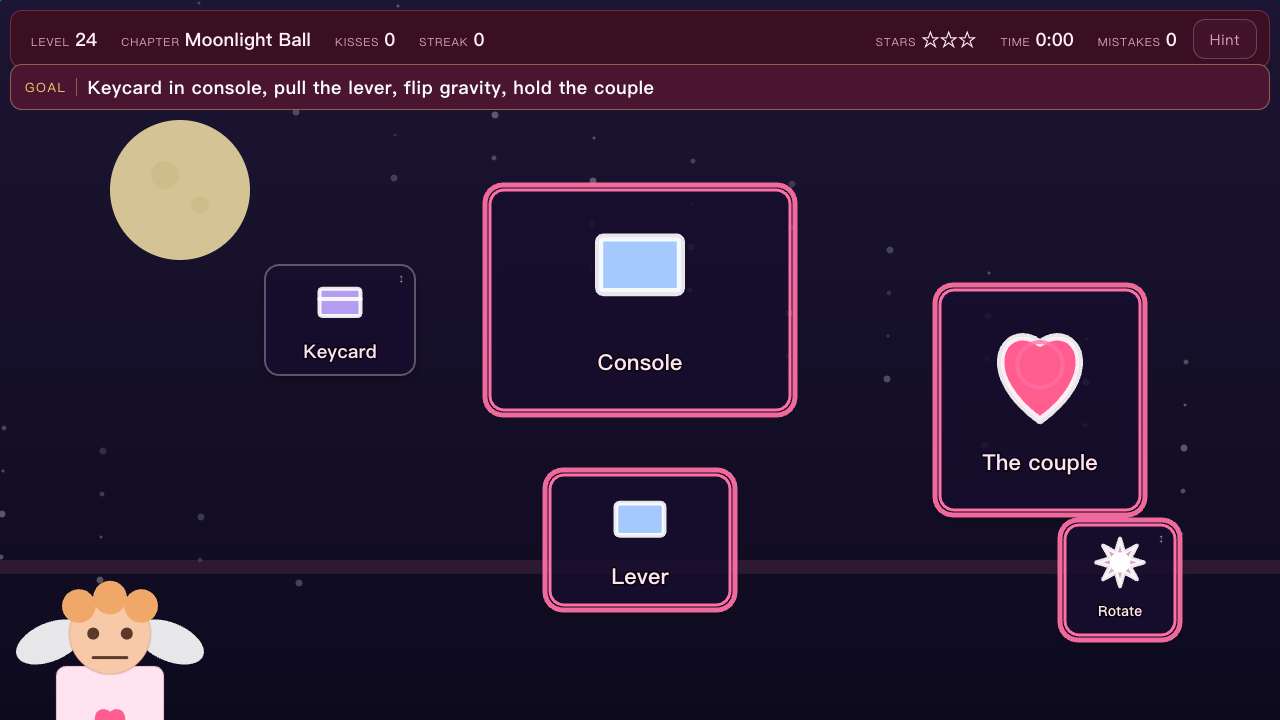 LEVEL 24 CHAPTER Moonlight Ball KISSES 0 STREAK 0 STARS ☆☆☆ TIME 0:00 MISTAKES 0 Hint
GOAL Keycard in console, pull the lever, flip gravity, hold the couple
Keycard
Console
The couple
Lever
Rotate